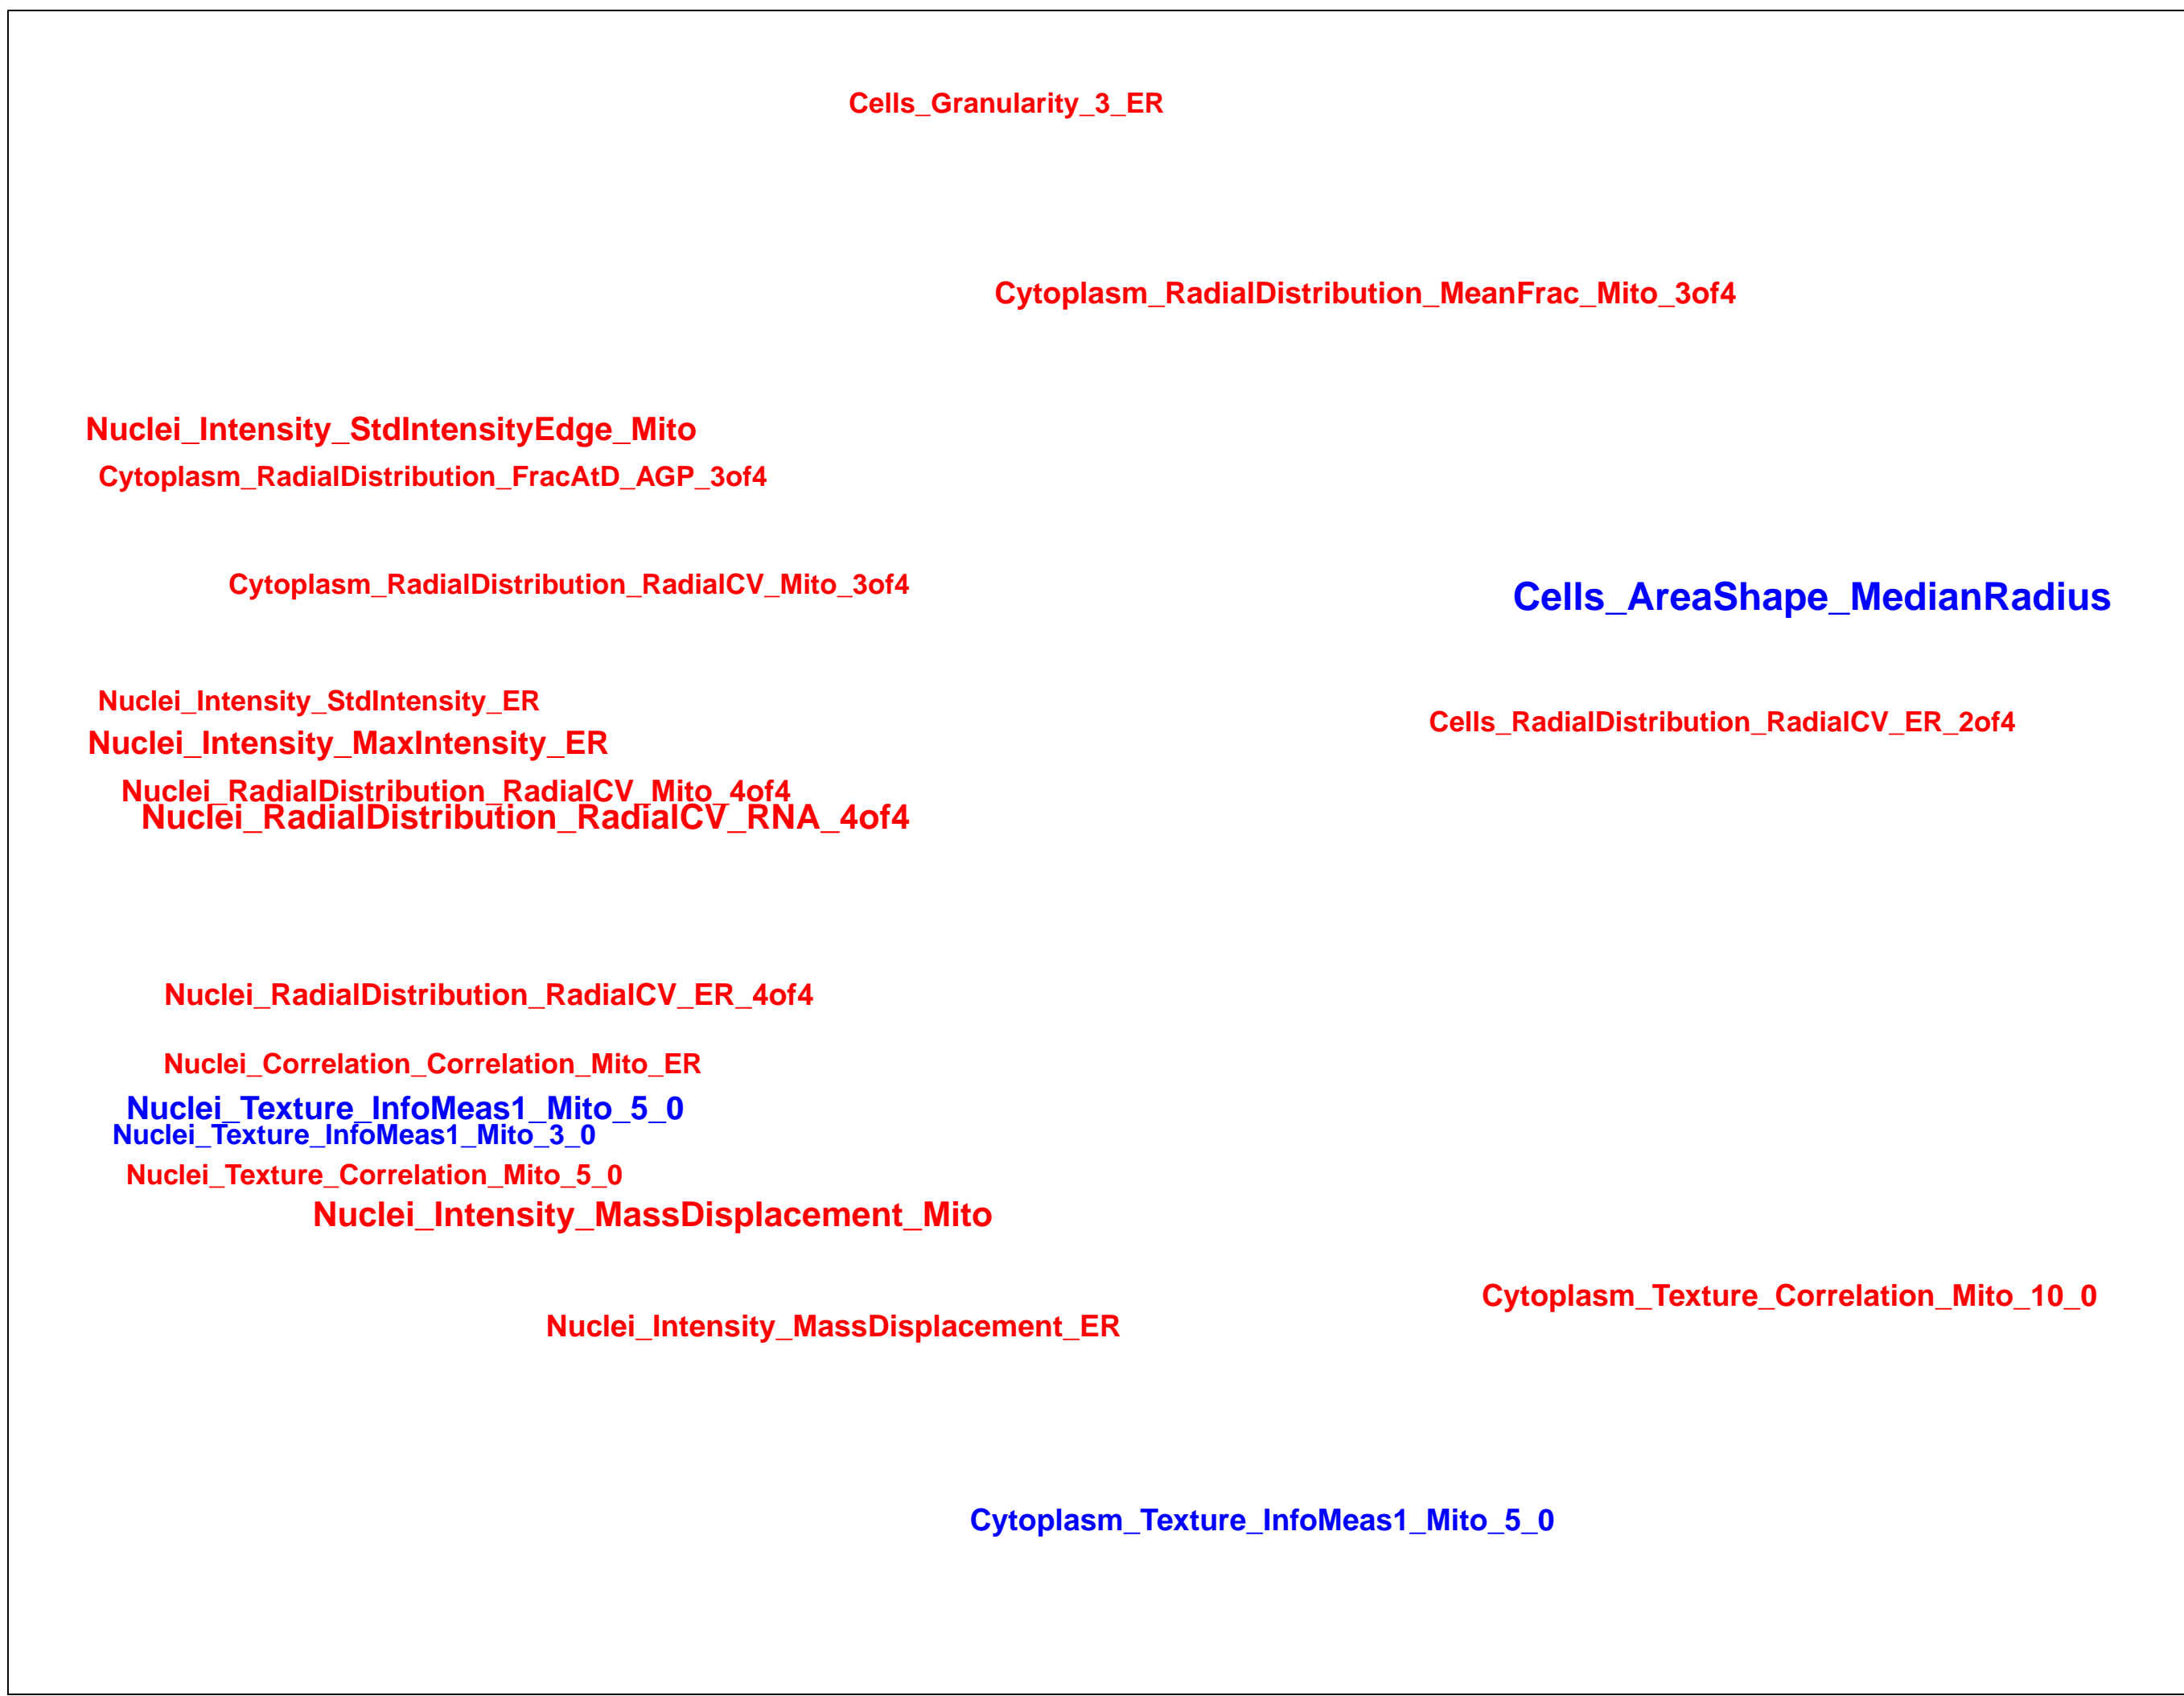 Cells_Granularity_3_ER
Cytoplasm_RadialDistribution_MeanFrac_Mito_3of4
Nuclei_Intensity_StdIntensityEdge_Mito
Cytoplasm_RadialDistribution_FracAtD_AGP_3of4
Cytoplasm_RadialDistribution_RadialCV_Mito_3of4
Cells_AreaShape_MedianRadius
Nuclei_Intensity_StdIntensity_ER
Cells_RadialDistribution_RadialCV_ER_2of4
Nuclei_Intensity_MaxIntensity_ER
Nuclei_RadialDistribution_RadialCV_Mito_4of4
Nuclei_RadialDistribution_RadialCV_RNA_4of4
Nuclei_RadialDistribution_RadialCV_ER_4of4
Nuclei_Correlation_Correlation_Mito_ER
Nuclei_Texture_InfoMeas1_Mito_5_0
Nuclei_Texture_InfoMeas1_Mito_3_0
Nuclei_Texture_Correlation_Mito_5_0
Nuclei_Intensity_MassDisplacement_Mito
Cytoplasm_Texture_Correlation_Mito_10_0
Nuclei_Intensity_MassDisplacement_ER
Cytoplasm_Texture_InfoMeas1_Mito_5_0